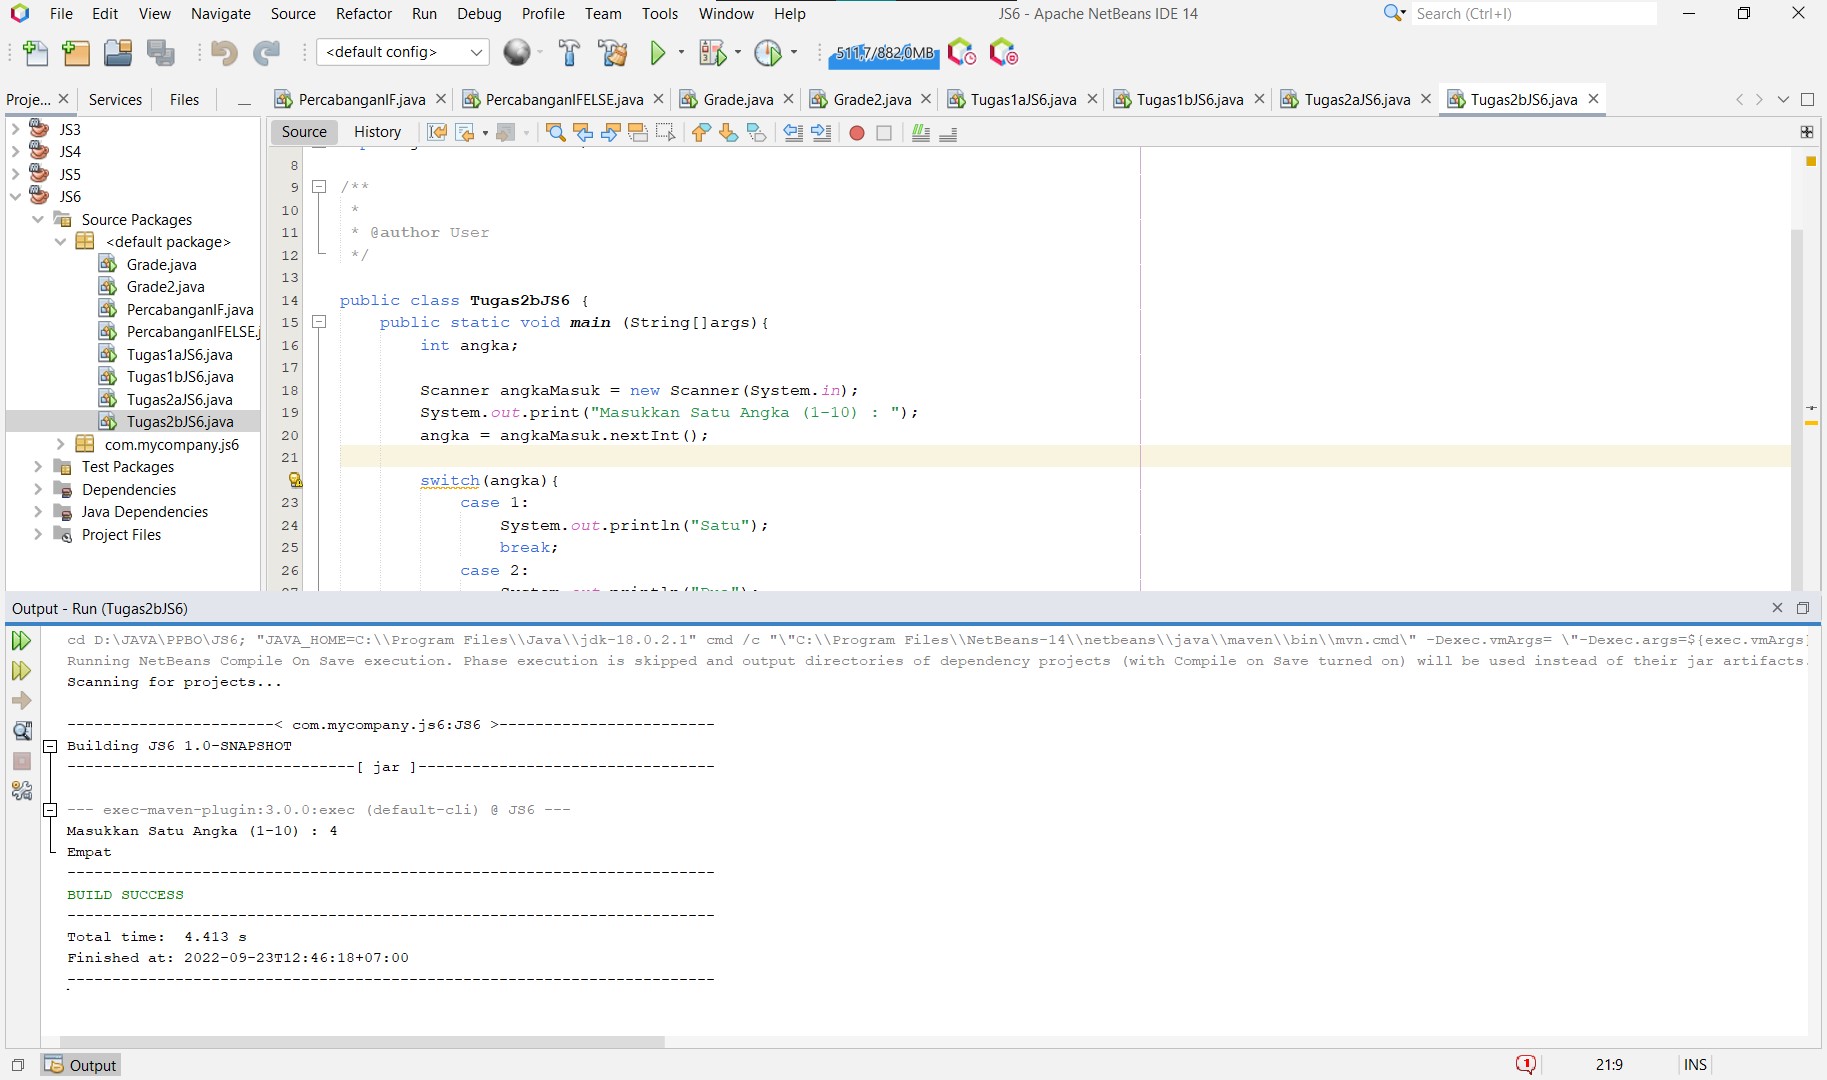 File Edit View Navigate Source Refactor Run Debug Profile Team Tools Window Help JS6 - Apache NetBeans IDE 14 Search (Ctrl+I)
<default config> 511,7/882,0MB
Proje... Services Files PercabanganIF.java PercabanganIFELSE.java Grade.java Grade2.java Tugas1aJS6.java Tugas1bJS6.java Tugas2aJS6.java Tugas2bJS6.java
Source History
JS3
JS4
JS5
JS6
Source Packages
<default package>
Grade.java
Grade2.java
PercabanganIF.java
PercabanganIFELSE.j
Tugas1aJS6.java
Tugas1bJS6.java
Tugas2aJS6.java
Tugas2bJS6.java
com.mycompany.js6
Test Packages
Dependencies
Java Dependencies
Project Files
8
9 /**
10 *
11 * @author User
12 */
13
14 public class Tugas2bJS6 {
15 public static void main (String[]args){
16 int angka;
17
18 Scanner angkaMasuk = new Scanner(System.in);
19 System.out.print("Masukkan Satu Angka (1-10) : ");
20 angka = angkaMasuk.nextInt();
21
switch(angka){
23 case 1:
24 System.out.println("Satu");
25 break;
26 case 2:
27 System.out.println("Dua");
Output - Run (Tugas2bJS6)
cd D:\JAVA\PPBO\JS6; "JAVA_HOME=C:\\Program Files\\Java\\jdk-18.0.2.1" cmd /c "\"C:\\Program Files\\NetBeans-14\\netbeans\\java\\maven\\bin\\mvn.cmd\" -Dexec.vmArgs= \"-Dexec.args=${exec.vmArgs}
Running NetBeans Compile On Save execution. Phase execution is skipped and output directories of dependency projects (with Compile on Save turned on) will be used instead of their jar artifacts.
Scanning for projects...
-----------------------< com.mycompany.js6:JS6 >------------------------
Building JS6 1.0-SNAPSHOT
--------------------------------[ jar ]---------------------------------
--- exec-maven-plugin:3.0.0:exec (default-cli) @ JS6 ---
Masukkan Satu Angka (1-10) : 4
Empat
------------------------------------------------------------------------
BUILD SUCCESS
------------------------------------------------------------------------
Total time:  4.413 s
Finished at: 2022-09-23T12:46:18+07:00
------------------------------------------------------------------------
Output 1 21:9 INS